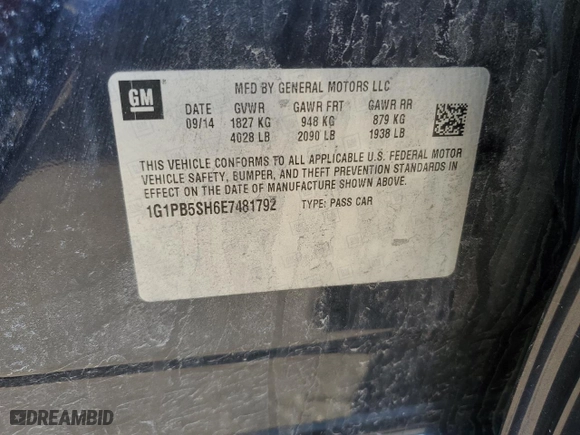 GM
MFD BY GENERAL MOTORS LLC
DATE GVWR GAWR FRT GAWR RR
09/14 1827 KG 948 KG 879 KG
4028 LB 2090 LB 1938 LB
THIS VEHICLE CONFORMS TO ALL APPLICABLE U.S. FEDERAL MOTOR
VEHICLE SAFETY, BUMPER, AND THEFT PREVENTION STANDARDS IN
EFFECT ON THE DATE OF MANUFACTURE SHOWN ABOVE.
1G1PB5SH6E7481792 TYPE: PASS CAR
DREAMBID